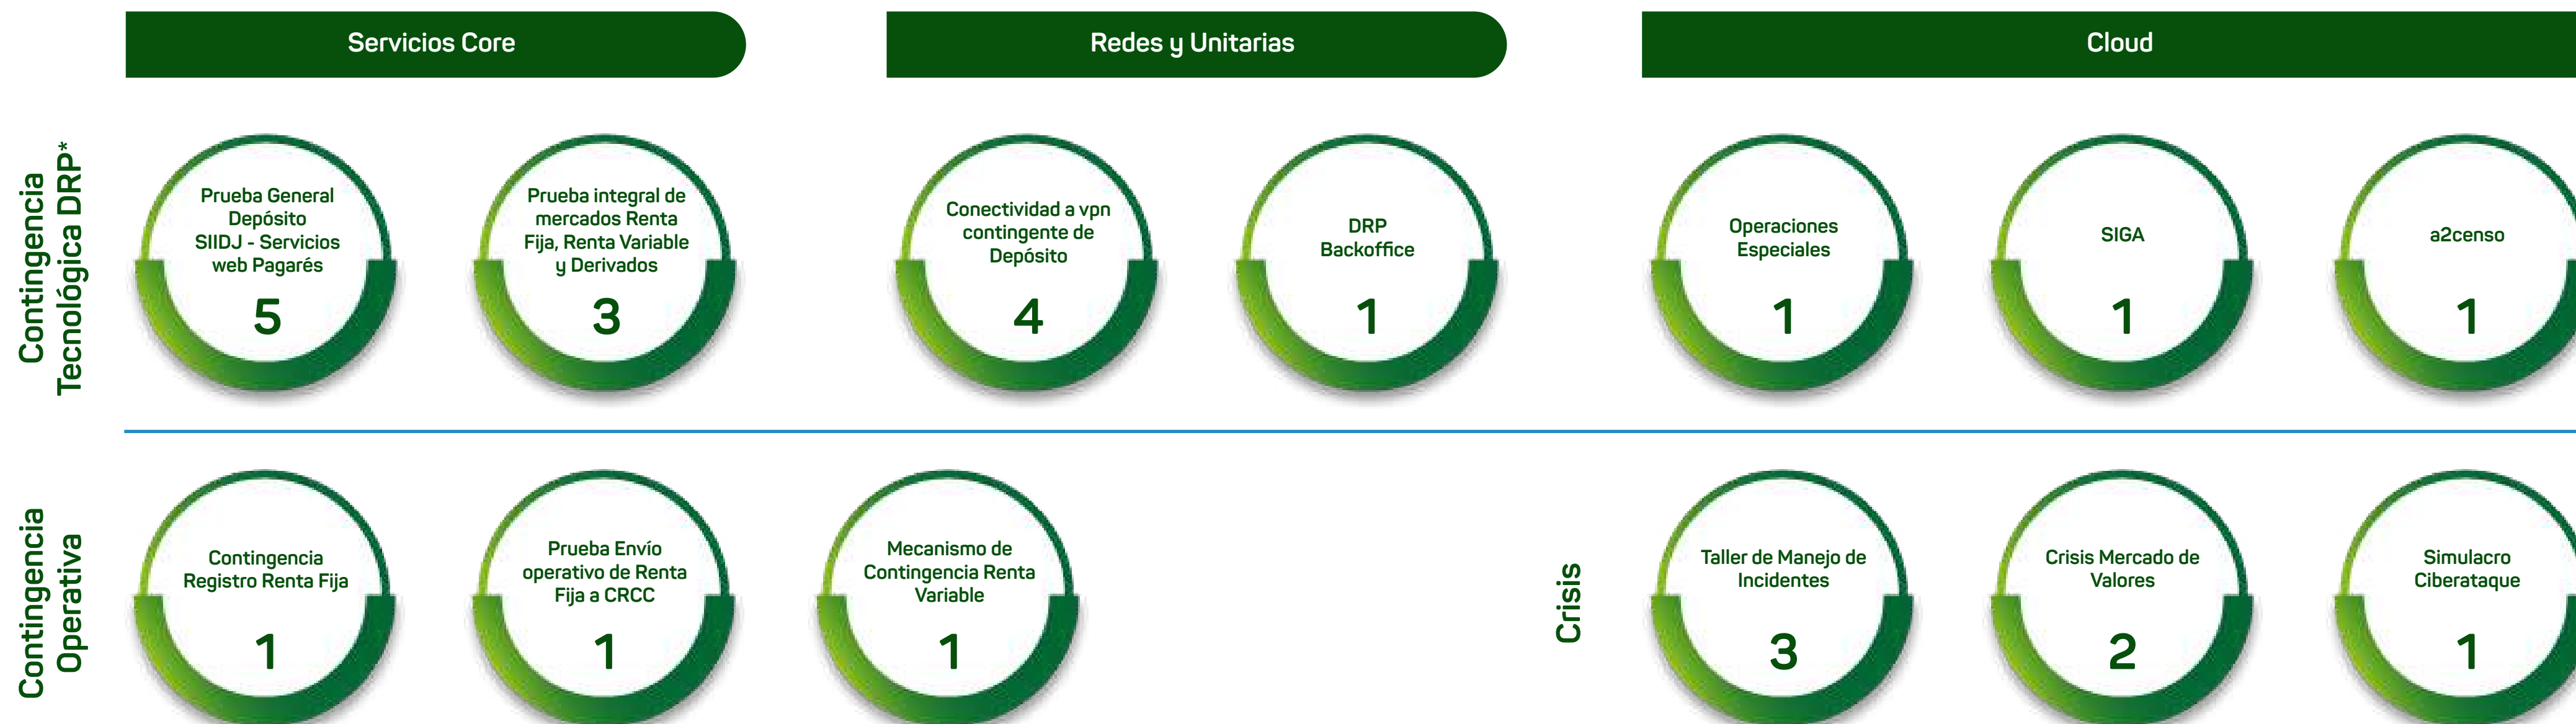 Servicios Core
Redes y Unitarias
Cloud
Contingencia
Tecnológica DRP*
Prueba General
Depósito
SIIDJ - Servicios
web Pagarés
5
Prueba integral de
mercados Renta
Fija, Renta Variable
y Derivados
3
Conectividad a vpn
contingente de
Depósito
4
DRP
Backoffice
1
Operaciones
Especiales
1
SIGA
1
a2censo
1
Contingencia
Operativa
Contingencia
Registro Renta Fija
1
Prueba Envío
operativo de Renta
Fija a CRCC
1
Mecanismo de
Contingencia Renta
Variable
1
Crisis
Taller de Manejo de
Incidentes
3
Crisis Mercado de
Valores
2
Simulacro
Ciberataque
1